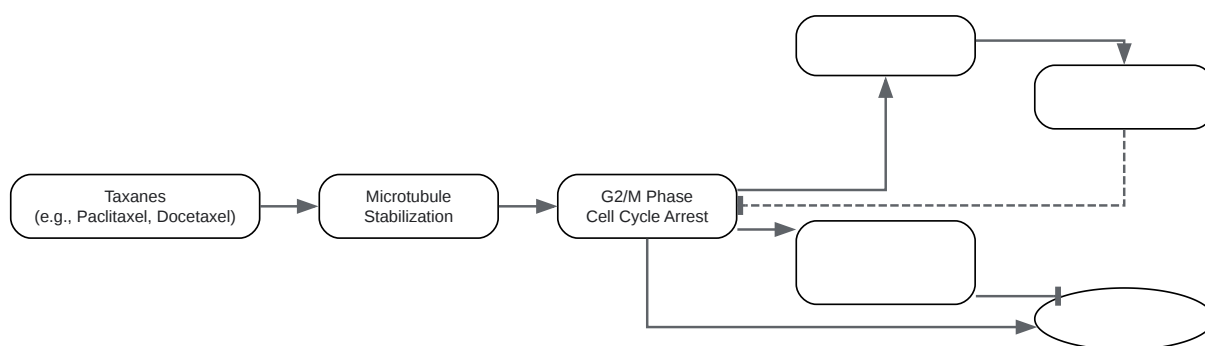 Taxanes
(e.g., Paclitaxel, Docetaxel)
Microtubule
Stabilization
G2/M Phase
Cell Cycle Arrest